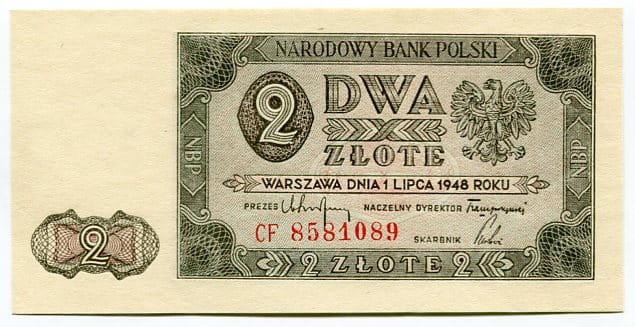 NARODOWY BANK POLSKI
2 DWA
ZŁOTE
NBP NBP
WARSZAWA DNIA 1 LIPCA 1948 ROKU
PREZES NACZELNY DYREKTOR
CF 8581089 SKARBNIK
2
2 ZŁOTE 2